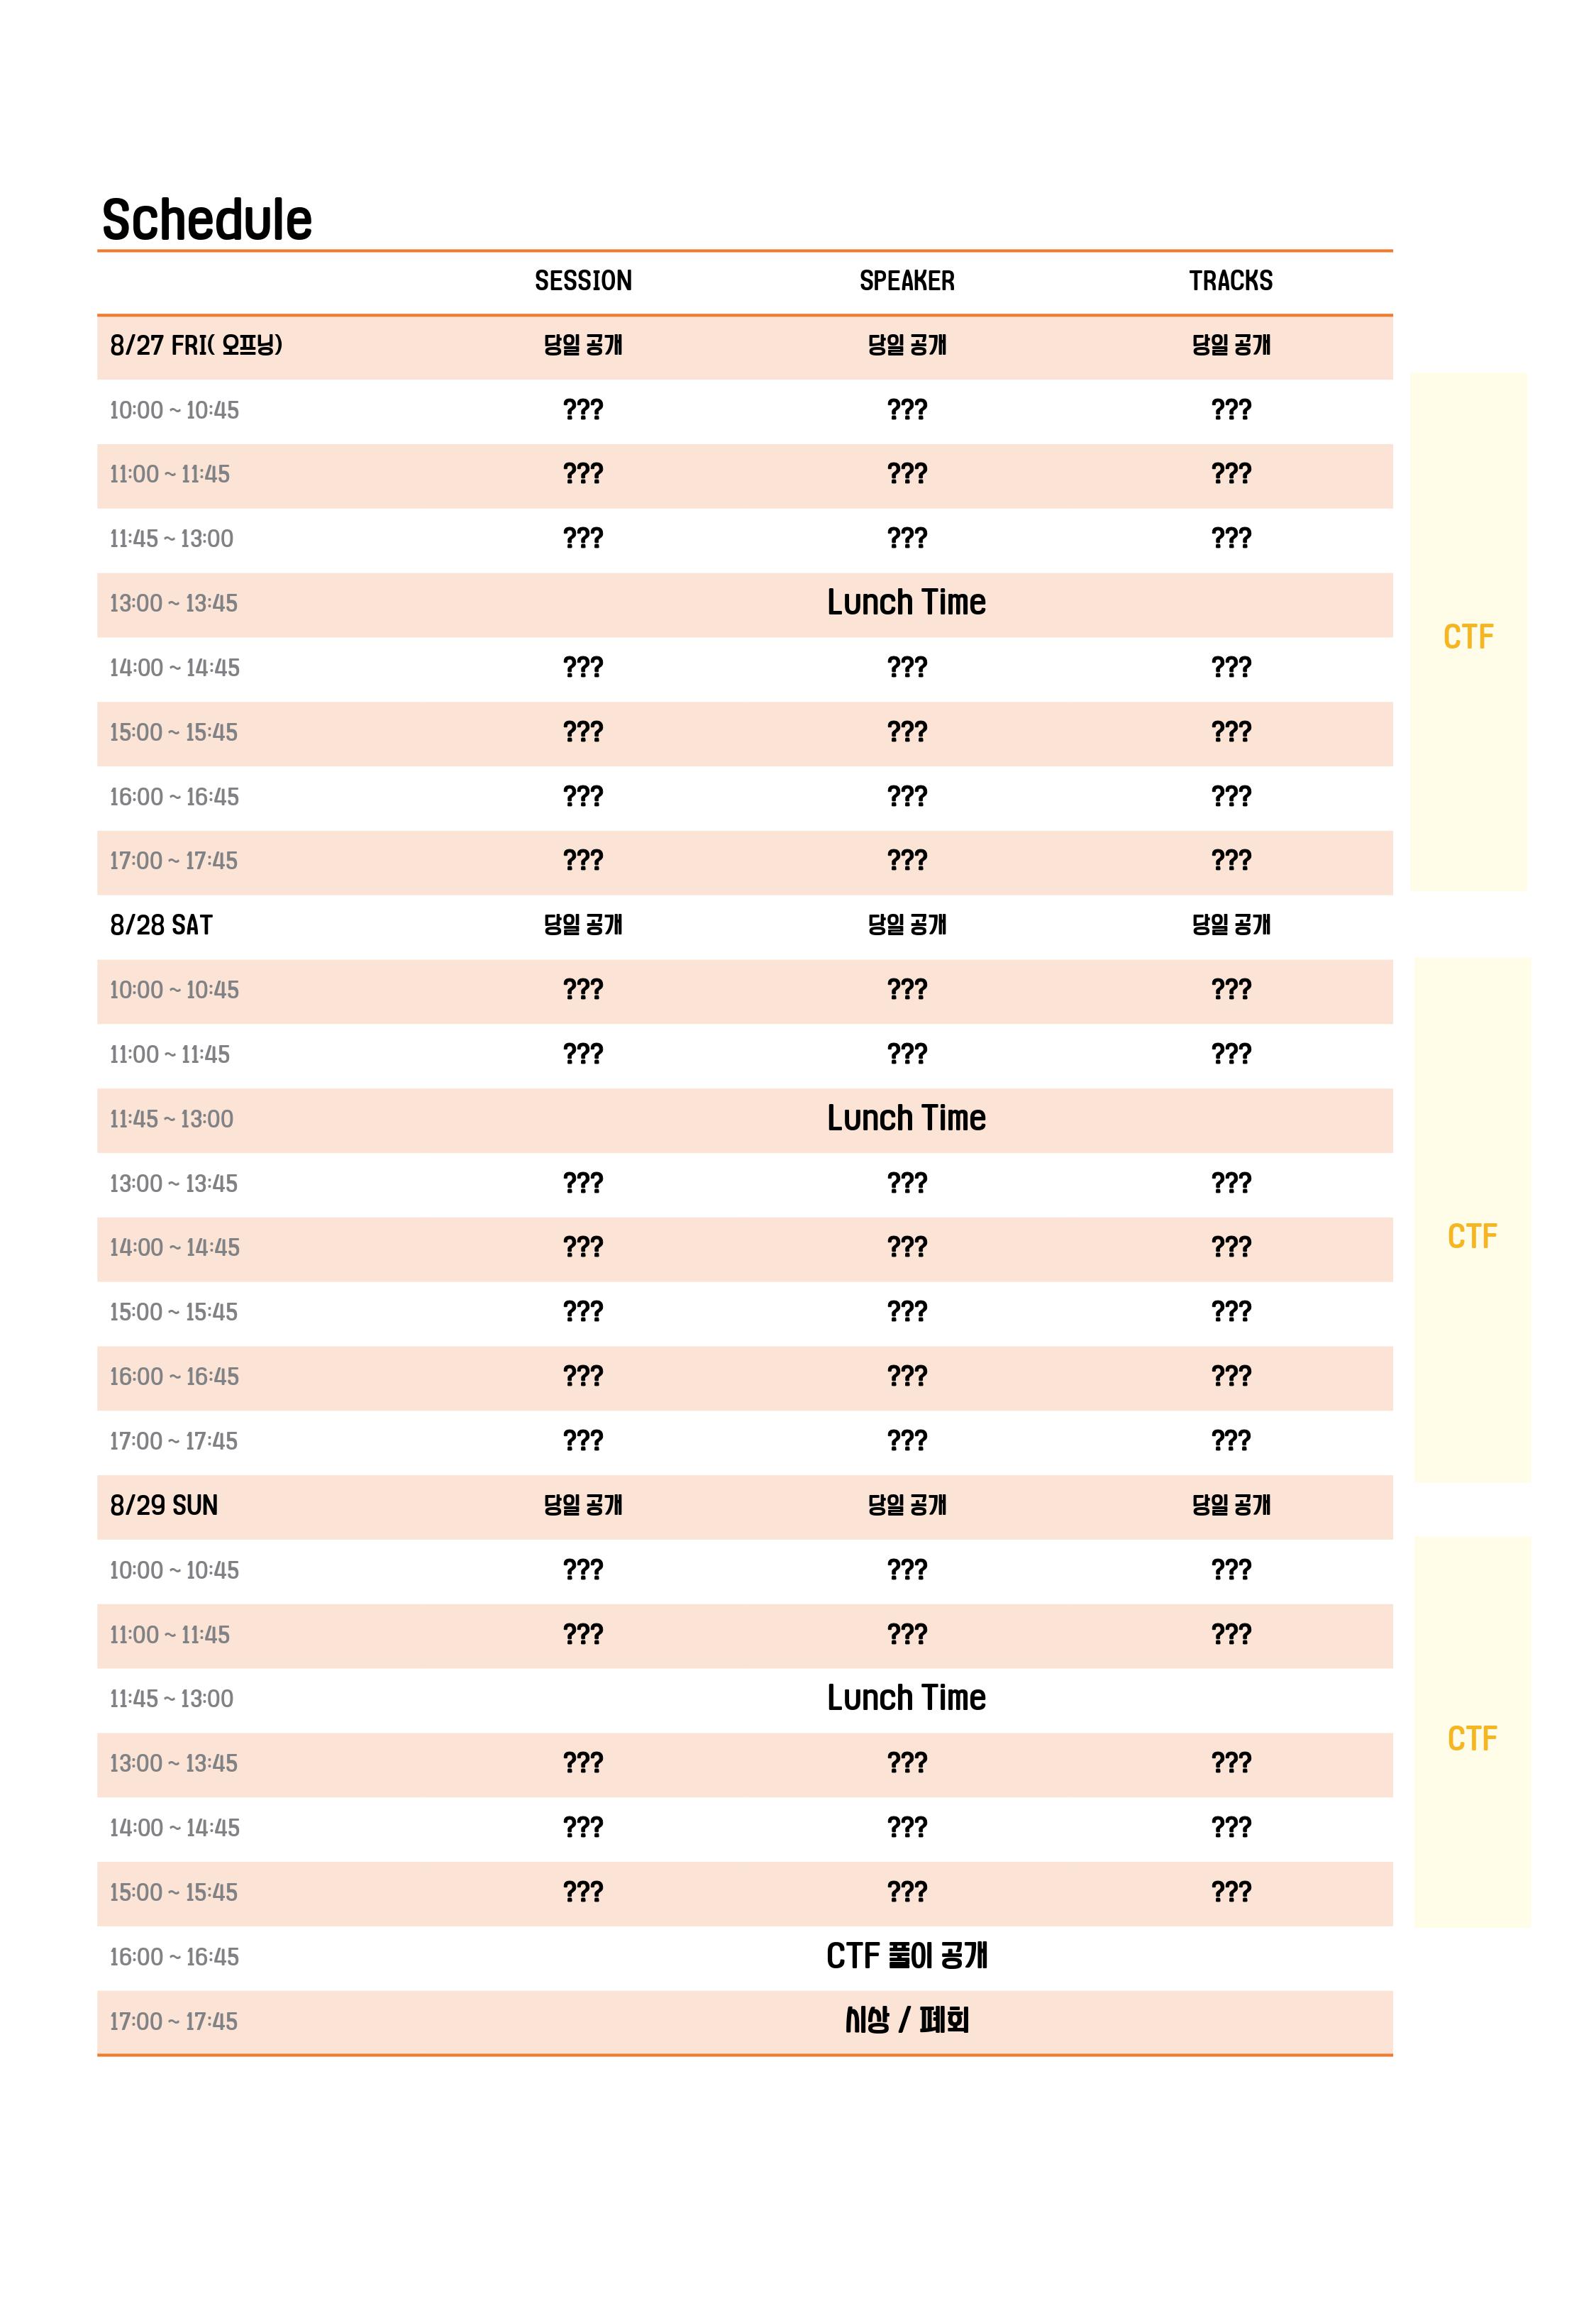 Schedule
SESSION SPEAKER TRACKS
8/27 FRI( 오프닝) 당일 공개 당일 공개 당일 공개
10:00 ~ 10:45 ??? ??? ???
11:00 ~ 11:45 ??? ??? ???
11:45 ~ 13:00 ??? ??? ???
13:00 ~ 13:45 Lunch Time
CTF
14:00 ~ 14:45 ??? ??? ???
15:00 ~ 15:45 ??? ??? ???
16:00 ~ 16:45 ??? ??? ???
17:00 ~ 17:45 ??? ??? ???
8/28 SAT 당일 공개 당일 공개 당일 공개
10:00 ~ 10:45 ??? ??? ???
11:00 ~ 11:45 ??? ??? ???
11:45 ~ 13:00 Lunch Time
13:00 ~ 13:45 ??? ??? ???
CTF
14:00 ~ 14:45 ??? ??? ???
15:00 ~ 15:45 ??? ??? ???
16:00 ~ 16:45 ??? ??? ???
17:00 ~ 17:45 ??? ??? ???
8/29 SUN 당일 공개 당일 공개 당일 공개
10:00 ~ 10:45 ??? ??? ???
11:00 ~ 11:45 ??? ??? ???
11:45 ~ 13:00 Lunch Time
CTF
13:00 ~ 13:45 ??? ??? ???
14:00 ~ 14:45 ??? ??? ???
15:00 ~ 15:45 ??? ??? ???
16:00 ~ 16:45 CTF 풀이 공개
17:00 ~ 17:45 시상 / 폐회